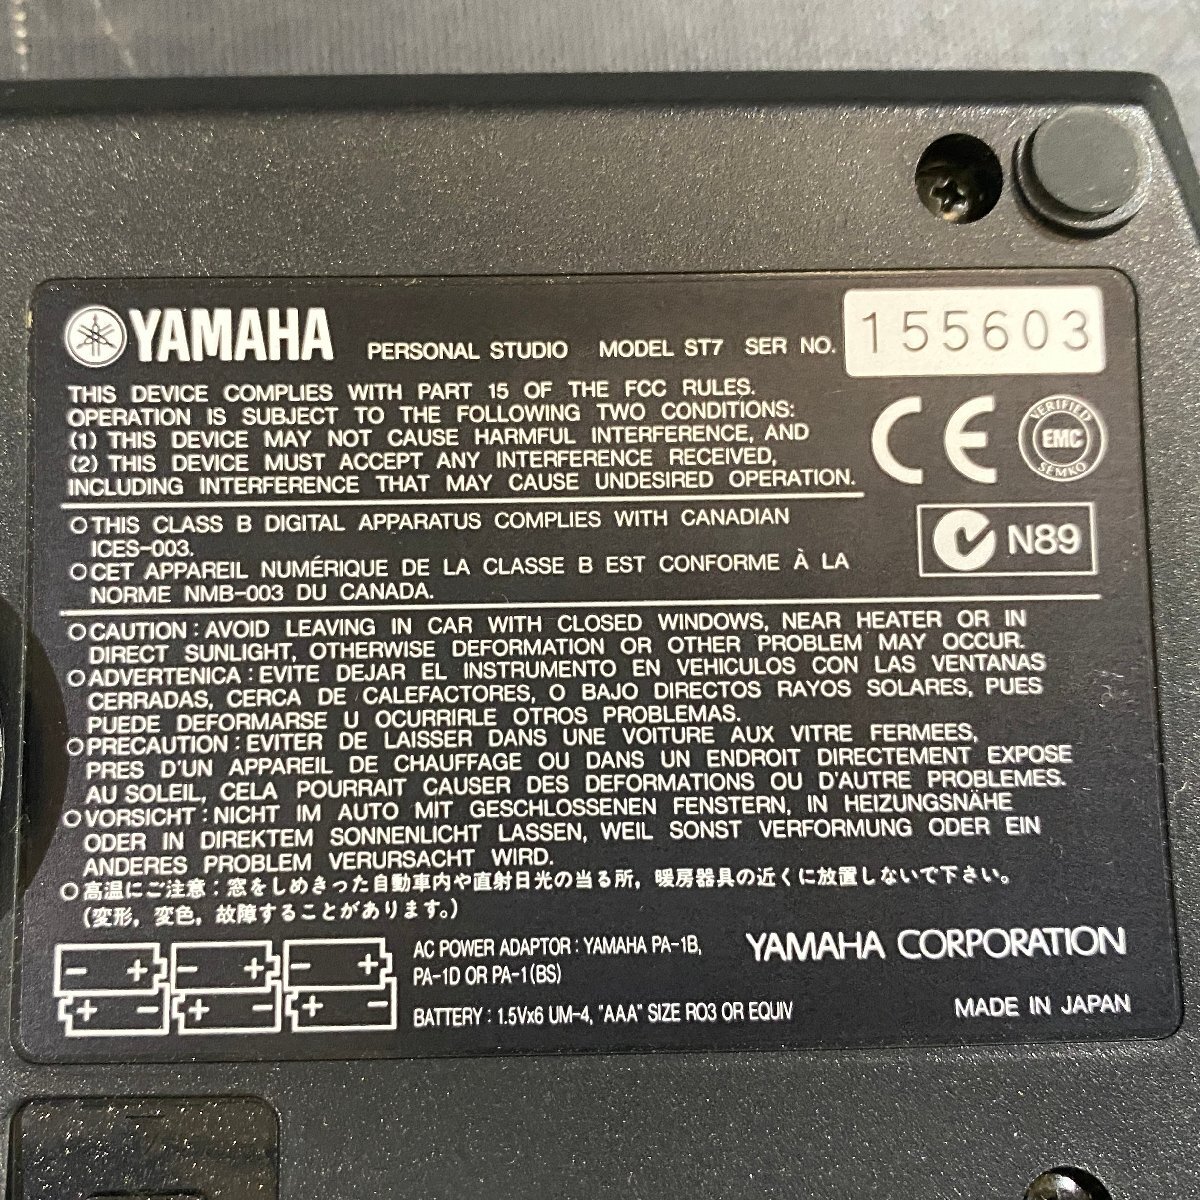 YAMAHA PERSONAL STUDIO MODEL ST7 SER NO. 155603
THIS DEVICE COMPLIES WITH PART 15 OF THE FCC RULES.
OPERATION IS SUBJECT TO THE FOLLOWING TWO CONDITIONS:
(1) THIS DEVICE MAY NOT CAUSE HARMFUL INTERFERENCE, AND
(2) THIS DEVICE MUST ACCEPT ANY INTERFERENCE RECEIVED,
INCLUDING INTERFERENCE THAT MAY CAUSE UNDESIRED OPERATION.
CE
VERIFIED
EMC
SEMKO
○THIS CLASS B DIGITAL APPARATUS COMPLIES WITH CANADIAN
ICES-003.
○CET APPAREIL NUMÉRIQUE DE LA CLASSE B EST CONFORME À LA
NORME NMB-003 DU CANADA.
N89
○CAUTION : AVOID LEAVING IN CAR WITH CLOSED WINDOWS, NEAR HEATER OR IN
DIRECT SUNLIGHT, OTHERWISE DEFORMATION OR OTHER PROBLEM MAY OCCUR.
○ADVERTENICA : EVITE DEJAR EL INSTRUMENTO EN VEHICULOS CON LAS VENTANAS
CERRADAS, CERCA DE CALEFACTORES, O BAJO DIRECTOS RAYOS SOLARES, PUES
PUEDE DEFORMARSE U OCURRIRLE OTROS PROBLEMAS.
○PRECAUTION : EVITER DE LAISSER DANS UNE VOITURE AUX VITRE FERMEES,
PRES D'UN APPAREIL DE CHAUFFAGE OU DANS UN ENDROIT DIRECTEMENT EXPOSE
AU SOLEIL, CELA POURRAIT CAUSER DES DEFORMATIONS OU D'AUTRE PROBLEMES.
○VORSICHT : NICHT IM AUTO MIT GESCHLOSSENEN FENSTERN, IN HEIZUNGSNÄHE
ODER IN DIREKTEM SONNENLICHT LASSEN, WEIL SONST VERFORMUNG ODER EIN
ANDERES PROBLEM VERURSACHT WIRD.
○高温にご注意：窓をしめきった自動車内や直射日光の当る所，暖房器具の近くに放置しないで下さい。
（変形，変色，故障することがあります。）
− + − + − +
+ − + − + −
AC POWER ADAPTOR : YAMAHA PA-1B,
PA-1D OR PA-1(BS)
BATTERY : 1.5Vx6 UM-4, "AAA" SIZE RO3 OR EQUIV
YAMAHA CORPORATION
MADE IN JAPAN